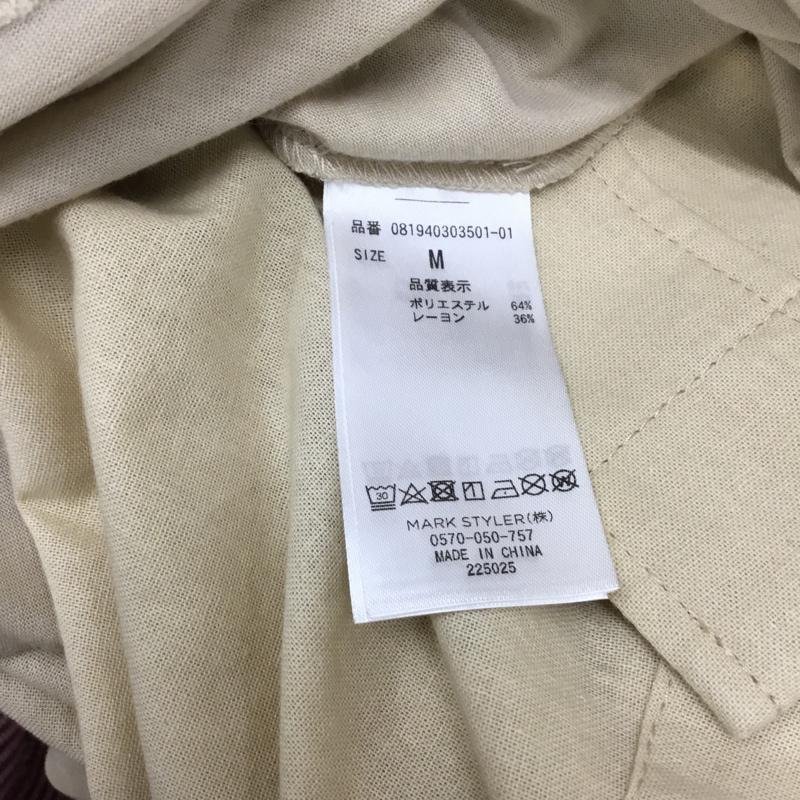 品番 081940303501-01
SIZE M
品質表示
ポリエステル 64%
レーヨン 36%
30
MARK STYLER(株)
0570-050-757
MADE IN CHINA
225025